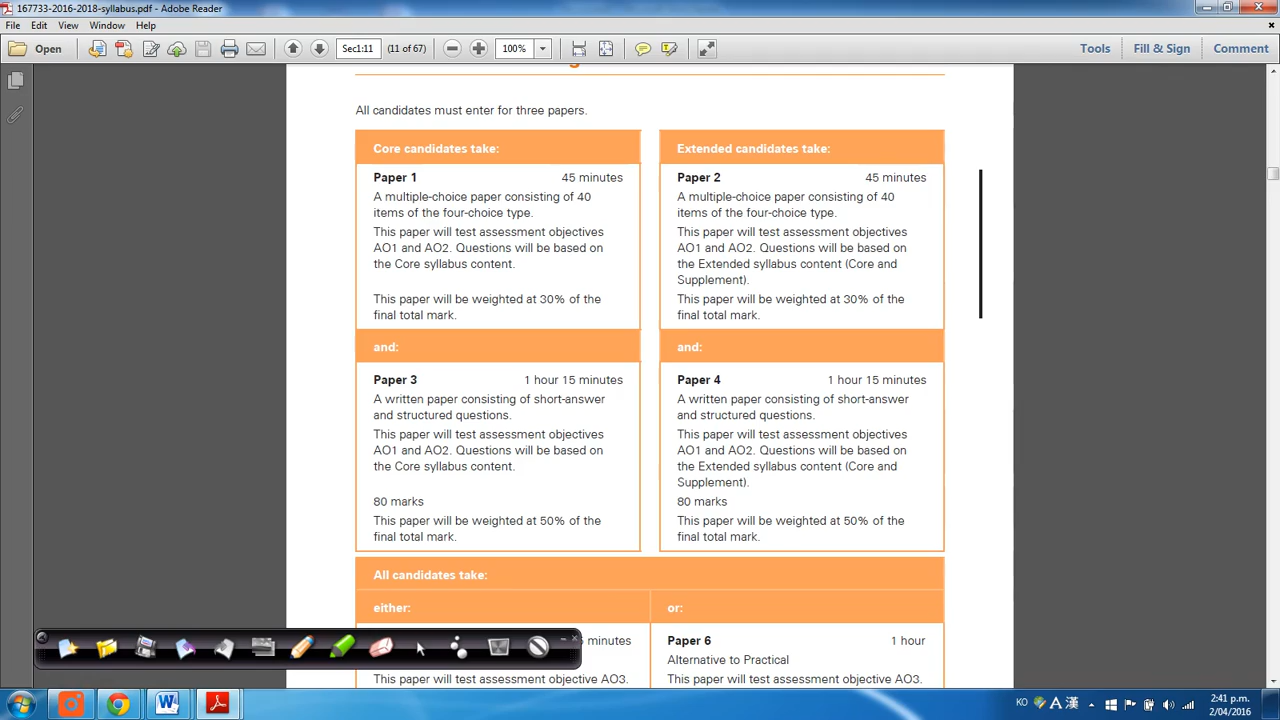 167733-2016-2018-syllabus.pdf - Adobe Reader
File Edit View Window Help
Open Sec1:11 (11 of 67) 100% Tools Fill & Sign Comment
All candidates must enter for three papers.
Core candidates take:
Paper 1 45 minutes
A multiple-choice paper consisting of 40
items of the four-choice type.
This paper will test assessment objectives
AO1 and AO2. Questions will be based on
the Core syllabus content.
This paper will be weighted at 30% of the
final total mark.
and:
Paper 3 1 hour 15 minutes
A written paper consisting of short-answer
and structured questions.
This paper will test assessment objectives
AO1 and AO2. Questions will be based on
the Core syllabus content.
80 marks
This paper will be weighted at 50% of the
final total mark.
Extended candidates take:
Paper 2 45 minutes
A multiple-choice paper consisting of 40
items of the four-choice type.
This paper will test assessment objectives
AO1 and AO2. Questions will be based on
the Extended syllabus content (Core and
Supplement).
This paper will be weighted at 30% of the
final total mark.
and:
Paper 4 1 hour 15 minutes
A written paper consisting of short-answer
and structured questions.
This paper will test assessment objectives
AO1 and AO2. Questions will be based on
the Extended syllabus content (Core and
Supplement).
80 marks
This paper will be weighted at 50% of the
final total mark.
All candidates take:
either:
minutes
This paper will test assessment objective AO3.
or:
Paper 6 1 hour
Alternative to Practical
This paper will test assessment objective AO3.
KO A 漢
2:41 p.m.
2/04/2016